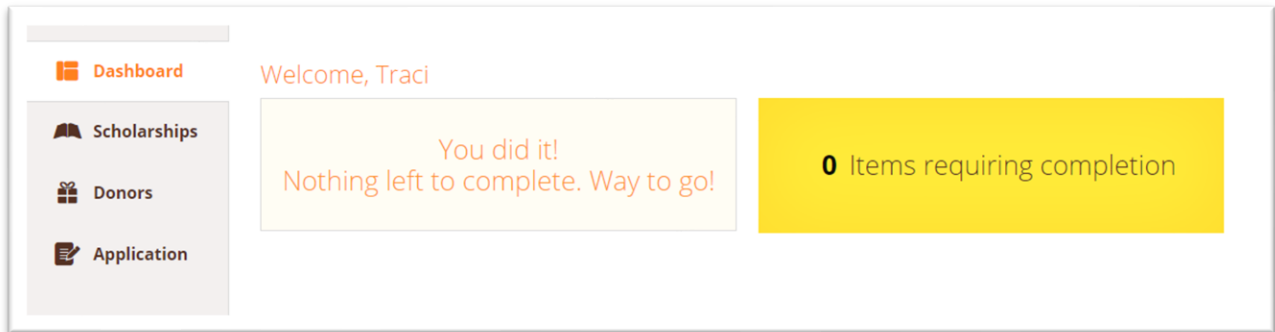 Dashboard
Scholarships
Donors
Application
Welcome, Traci
You did it!
Nothing left to complete. Way to go!
0 Items requiring completion